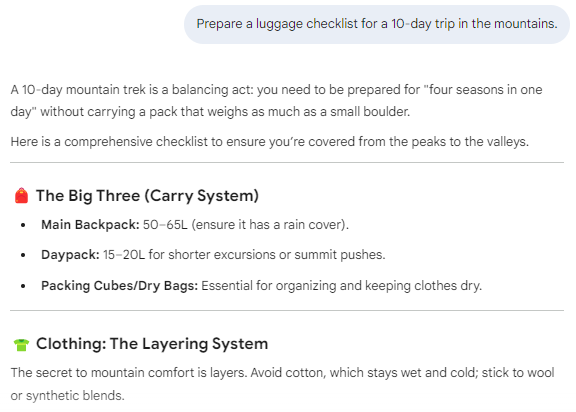 Prepare a luggage checklist for a 10-day trip in the mountains.
A 10-day mountain trek is a balancing act: you need to be prepared for "four seasons in one
day" without carrying a pack that weighs as much as a small boulder.
Here is a comprehensive checklist to ensure you're covered from the peaks to the valleys.
The Big Three (Carry System)
• Main Backpack: 50–65L (ensure it has a rain cover).
• Daypack: 15–20L for shorter excursions or summit pushes.
• Packing Cubes/Dry Bags: Essential for organizing and keeping clothes dry.
Clothing: The Layering System
The secret to mountain comfort is layers. Avoid cotton, which stays wet and cold; stick to wool
or synthetic blends.